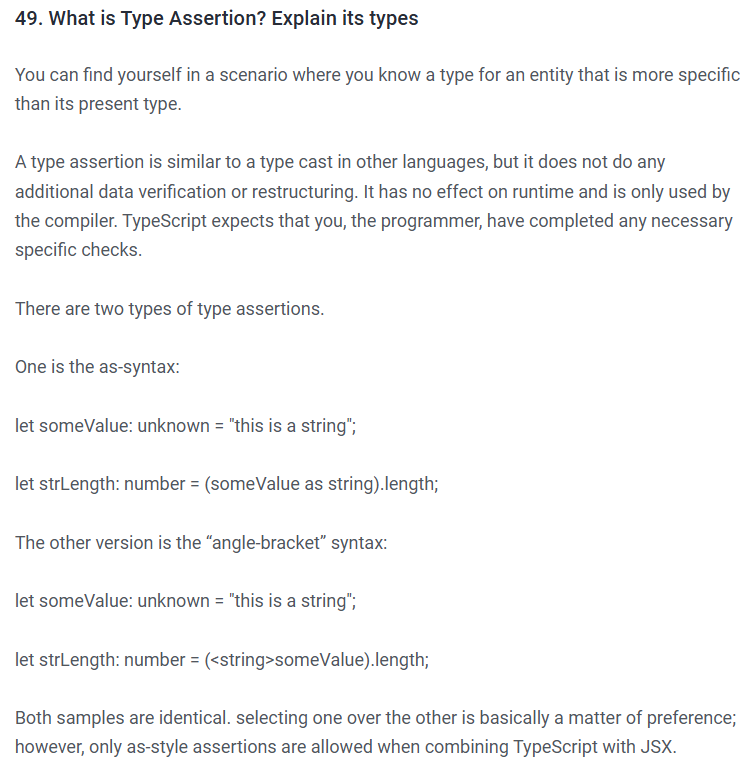 49. What is Type Assertion? Explain its types
You can find yourself in a scenario where you know a type for an entity that is more specific
than its present type.
A type assertion is similar to a type cast in other languages, but it does not do any
additional data verification or restructuring. It has no effect on runtime and is only used by
the compiler. TypeScript expects that you, the programmer, have completed any necessary
specific checks.
There are two types of type assertions.
One is the as-syntax:
let someValue: unknown = "this is a string";
let strLength: number = (someValue as string).length;
The other version is the “angle-bracket” syntax:
let someValue: unknown = "this is a string";
let strLength: number = (<string>someValue).length;
Both samples are identical. selecting one over the other is basically a matter of preference;
however, only as-style assertions are allowed when combining TypeScript with JSX.